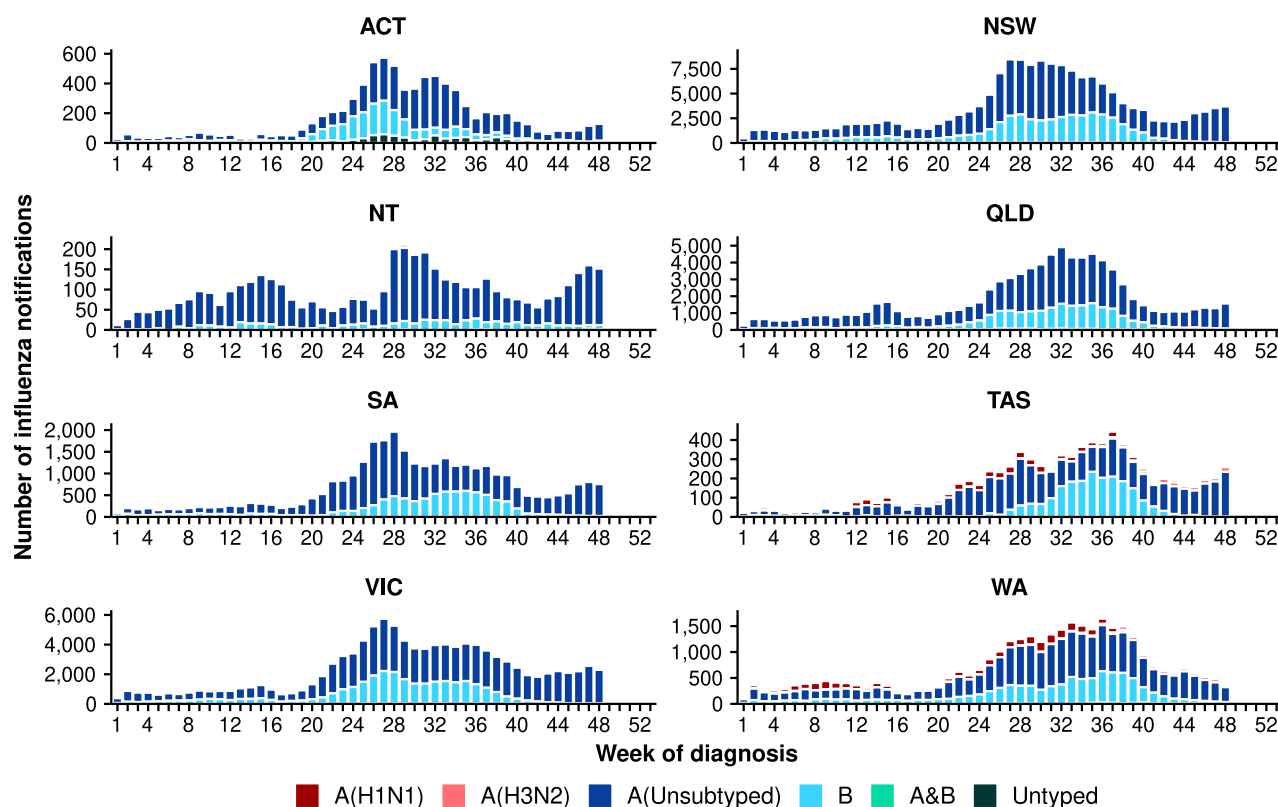 ACT
600
400
200
0
1 4 8 12 16 20 24 28 32 36 40 44 48 52
NSW
7,500
5,000
2,500
0
1 4 8 12 16 20 24 28 32 36 40 44 48 52
NT
200
150
100
50
0
1 4 8 12 16 20 24 28 32 36 40 44 48 52
QLD
5,000
4,000
3,000
2,000
1,000
0
1 4 8 12 16 20 24 28 32 36 40 44 48 52
SA
2,000
1,500
1,000
500
0
1 4 8 12 16 20 24 28 32 36 40 44 48 52
TAS
400
300
200
100
0
1 4 8 12 16 20 24 28 32 36 40 44 48 52
VIC
6,000
4,000
2,000
0
1 4 8 12 16 20 24 28 32 36 40 44 48 52
WA
1,500
1,000
500
0
1 4 8 12 16 20 24 28 32 36 40 44 48 52
Number of influenza notifications
Week of diagnosis
A(H1N1) A(H3N2) A(Unsubtyped) B A&B Untyped